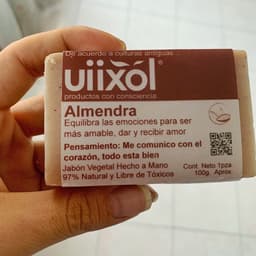 De acuerdo a culturas antiguas
uiixól
productos con consciencia
Almendra
Equilibra las emociones para ser
más amable, dar y recibir amor
Pensamiento: Me comunico con el
corazón, todo esta bien
Jabón Vegetal Hecho a Mano
97% Natural y Libre de Tóxicos
Cont. Neto 1pza
100g. Aprox